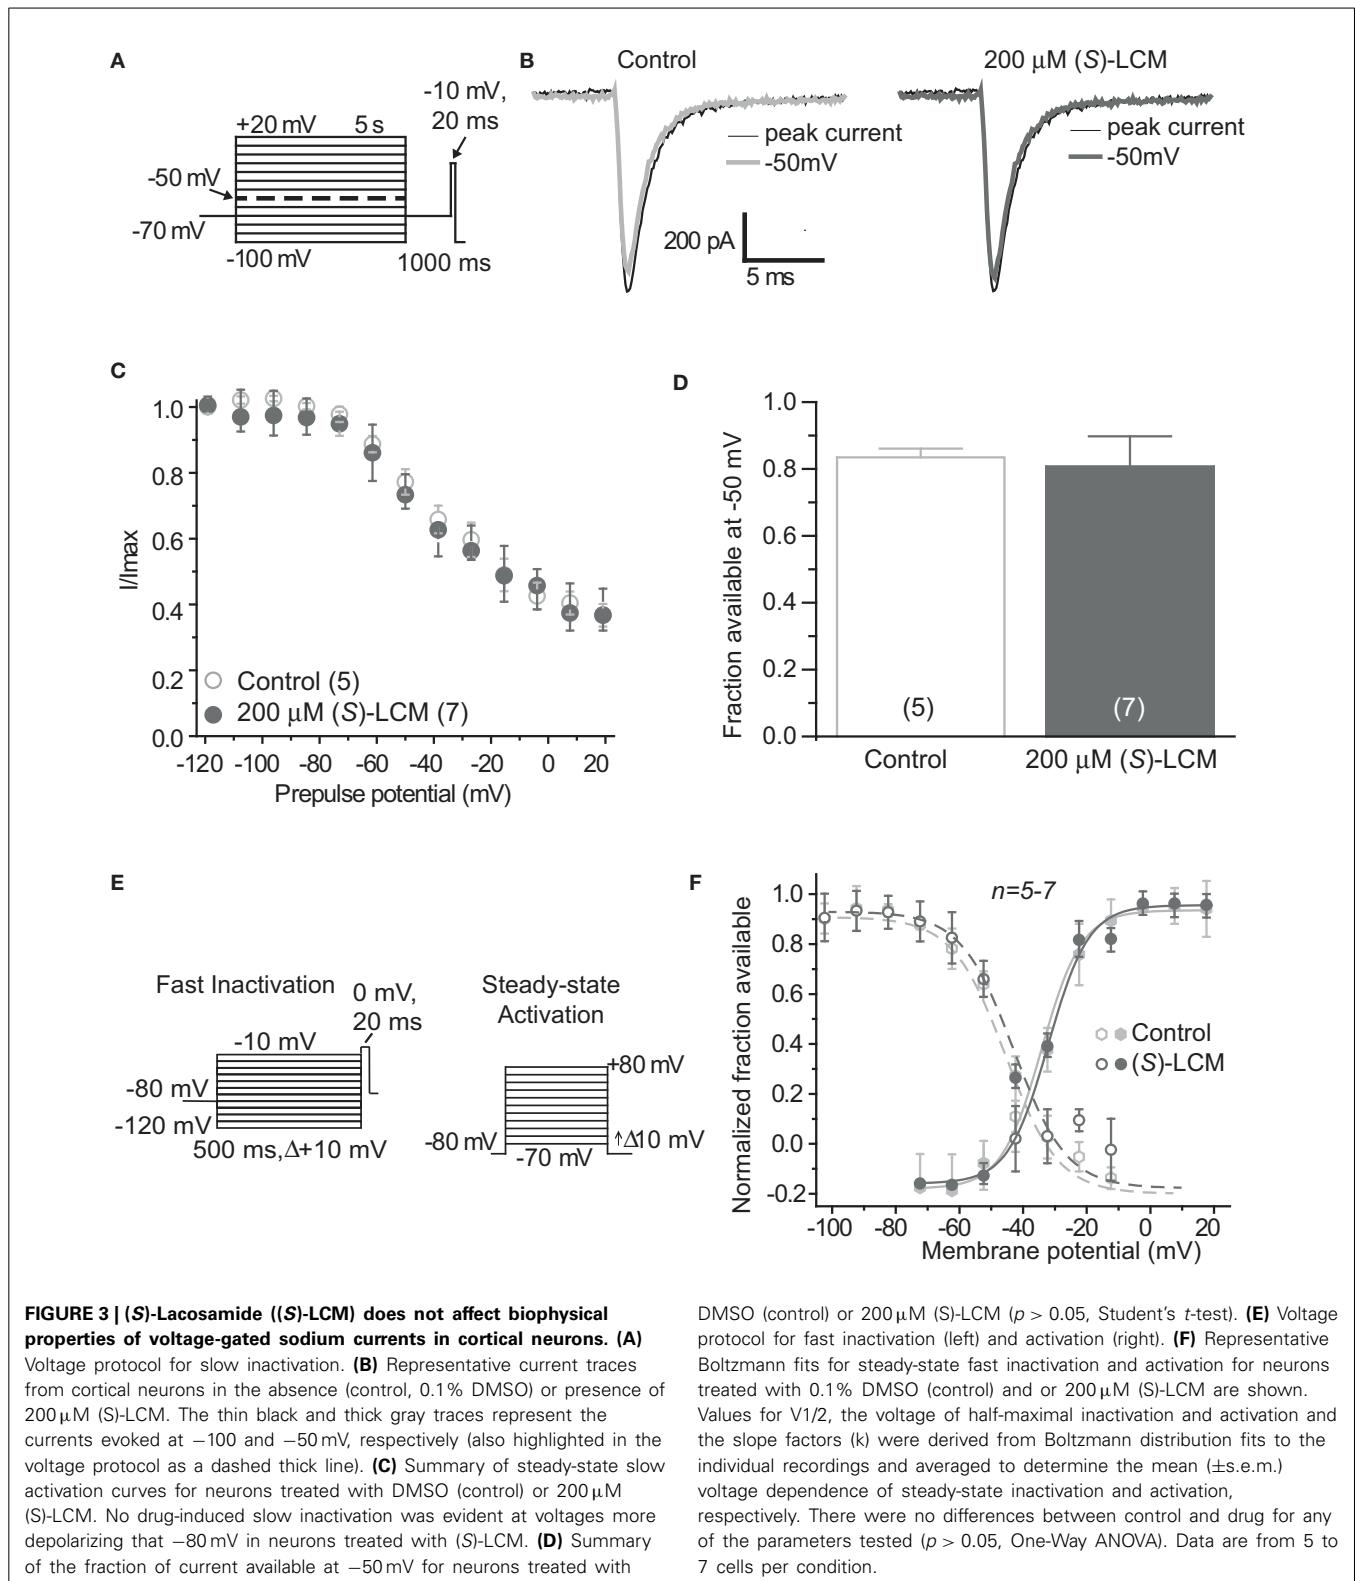 A
+20 mV
5 s
-10 mV,
20 ms
-50 mV
-70 mV
-100 mV
1000 ms
B
Control
peak current
-50mV
200 pA
5 ms
200 µM (S)-LCM
peak current
-50mV
C
1.0
0.8
0.6
0.4
0.2
0.0
I/Imax
Control (5)
200 µM (S)-LCM (7)
-120 -100 -80 -60 -40 -20 0 20
Prepulse potential (mV)
D
1.0
0.8
0.6
0.4
0.2
0.0
Fraction available at -50 mV
(5)
(7)
Control
200 µM (S)-LCM
E
Fast Inactivation
0 mV,
20 ms
-10 mV
-80 mV
-120 mV
500 ms,Δ+10 mV
Steady-state
Activation
+80 mV
-80 mV
↑Δ10 mV
-70 mV
F
n=5-7
1.0
0.8
0.6
0.4
0.2
0.0
-0.2
Normalized fraction available
Control
(S)-LCM
-100 -80 -60 -40 -20 0 20
Membrane potential (mV)
FIGURE 3 | (S)-Lacosamide ((S)-LCM) does not affect biophysical
properties of voltage-gated sodium currents in cortical neurons. (A)
Voltage protocol for slow inactivation. (B) Representative current traces
from cortical neurons in the absence (control, 0.1% DMSO) or presence of
200 µM (S)-LCM. The thin black and thick gray traces represent the
currents evoked at −100 and −50 mV, respectively (also highlighted in the
voltage protocol as a dashed thick line). (C) Summary of steady-state slow
activation curves for neurons treated with DMSO (control) or 200 µM
(S)-LCM. No drug-induced slow inactivation was evident at voltages more
depolarizing that −80 mV in neurons treated with (S)-LCM. (D) Summary
of the fraction of current available at −50 mV for neurons treated with
DMSO (control) or 200 µM (S)-LCM (p > 0.05, Student's t-test). (E) Voltage
protocol for fast inactivation (left) and activation (right). (F) Representative
Boltzmann fits for steady-state fast inactivation and activation for neurons
treated with 0.1% DMSO (control) and or 200 µM (S)-LCM are shown.
Values for V1/2, the voltage of half-maximal inactivation and activation and
the slope factors (k) were derived from Boltzmann distribution fits to the
individual recordings and averaged to determine the mean (±s.e.m.)
voltage dependence of steady-state inactivation and activation,
respectively. There were no differences between control and drug for any
of the parameters tested (p > 0.05, One-Way ANOVA). Data are from 5 to
7 cells per condition.